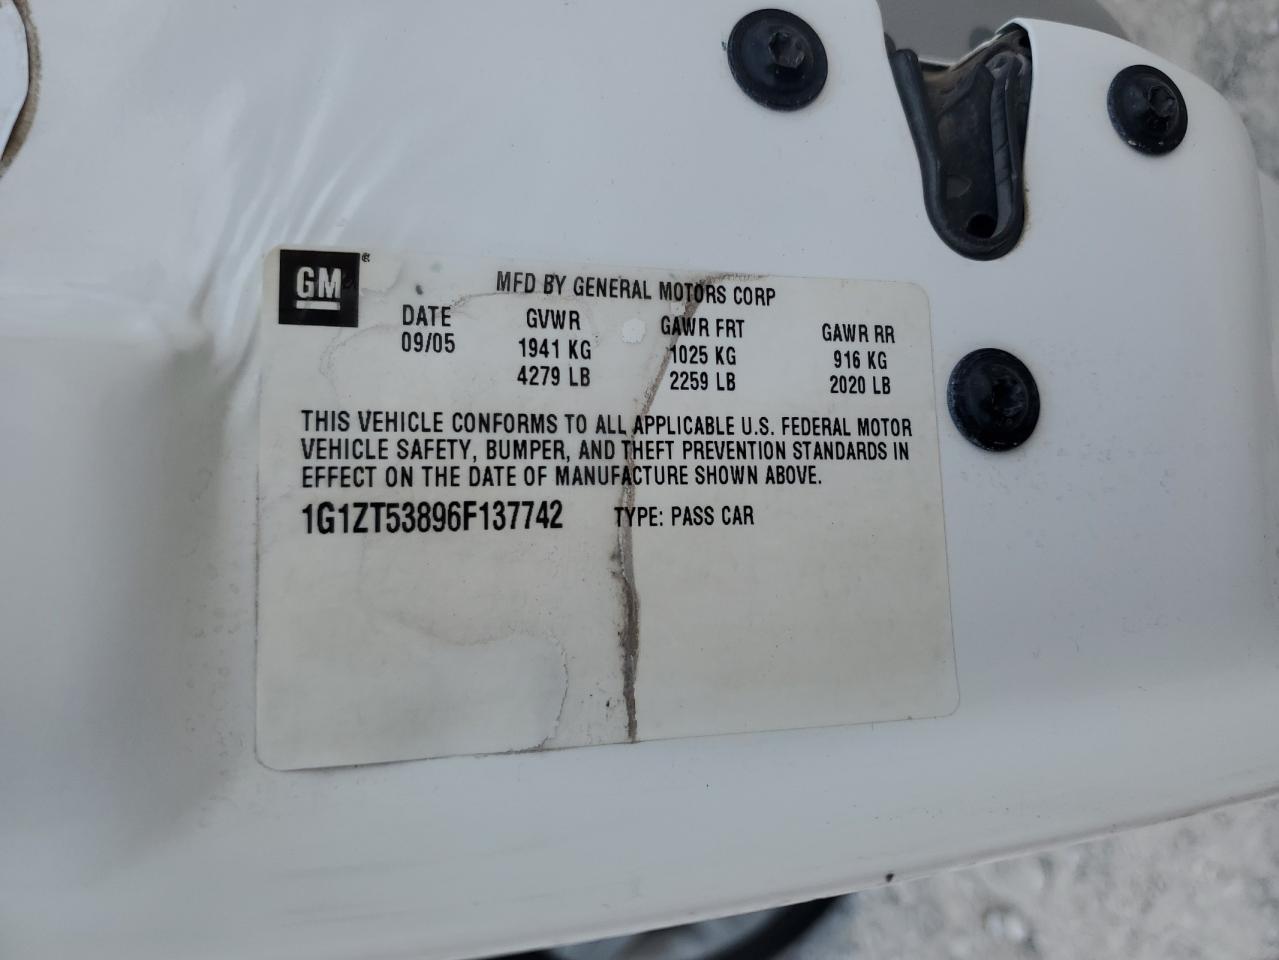 GM®
MFD BY GENERAL MOTORS CORP
DATE GVWR GAWR FRT GAWR RR
09/05 1941 KG 1025 KG 916 KG
4279 LB 2259 LB 2020 LB
THIS VEHICLE CONFORMS TO ALL APPLICABLE U.S. FEDERAL MOTOR
VEHICLE SAFETY, BUMPER, AND THEFT PREVENTION STANDARDS IN
EFFECT ON THE DATE OF MANUFACTURE SHOWN ABOVE.
1G1ZT53896F137742 TYPE: PASS CAR